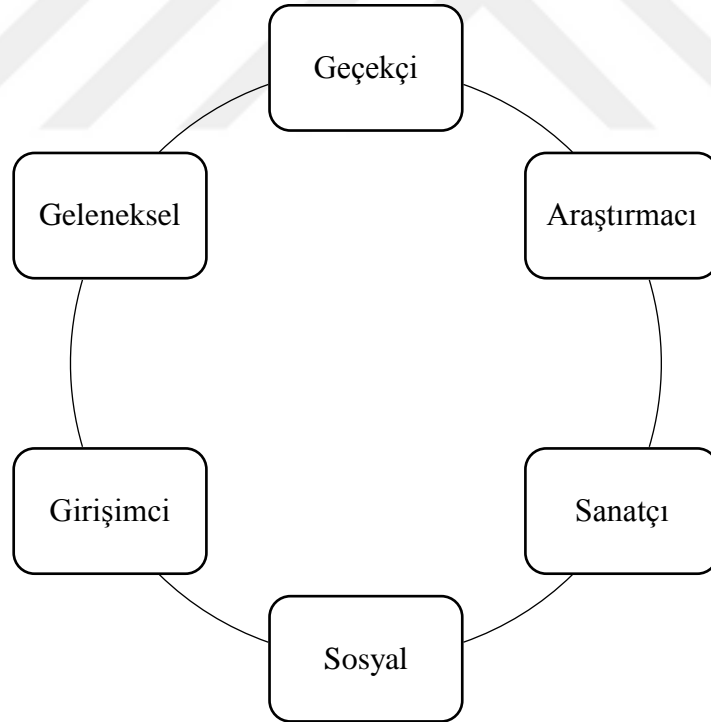 Geçekçi
Geleneksel
Araştırmacı
Girişimci
Sanatçı
Sosyal